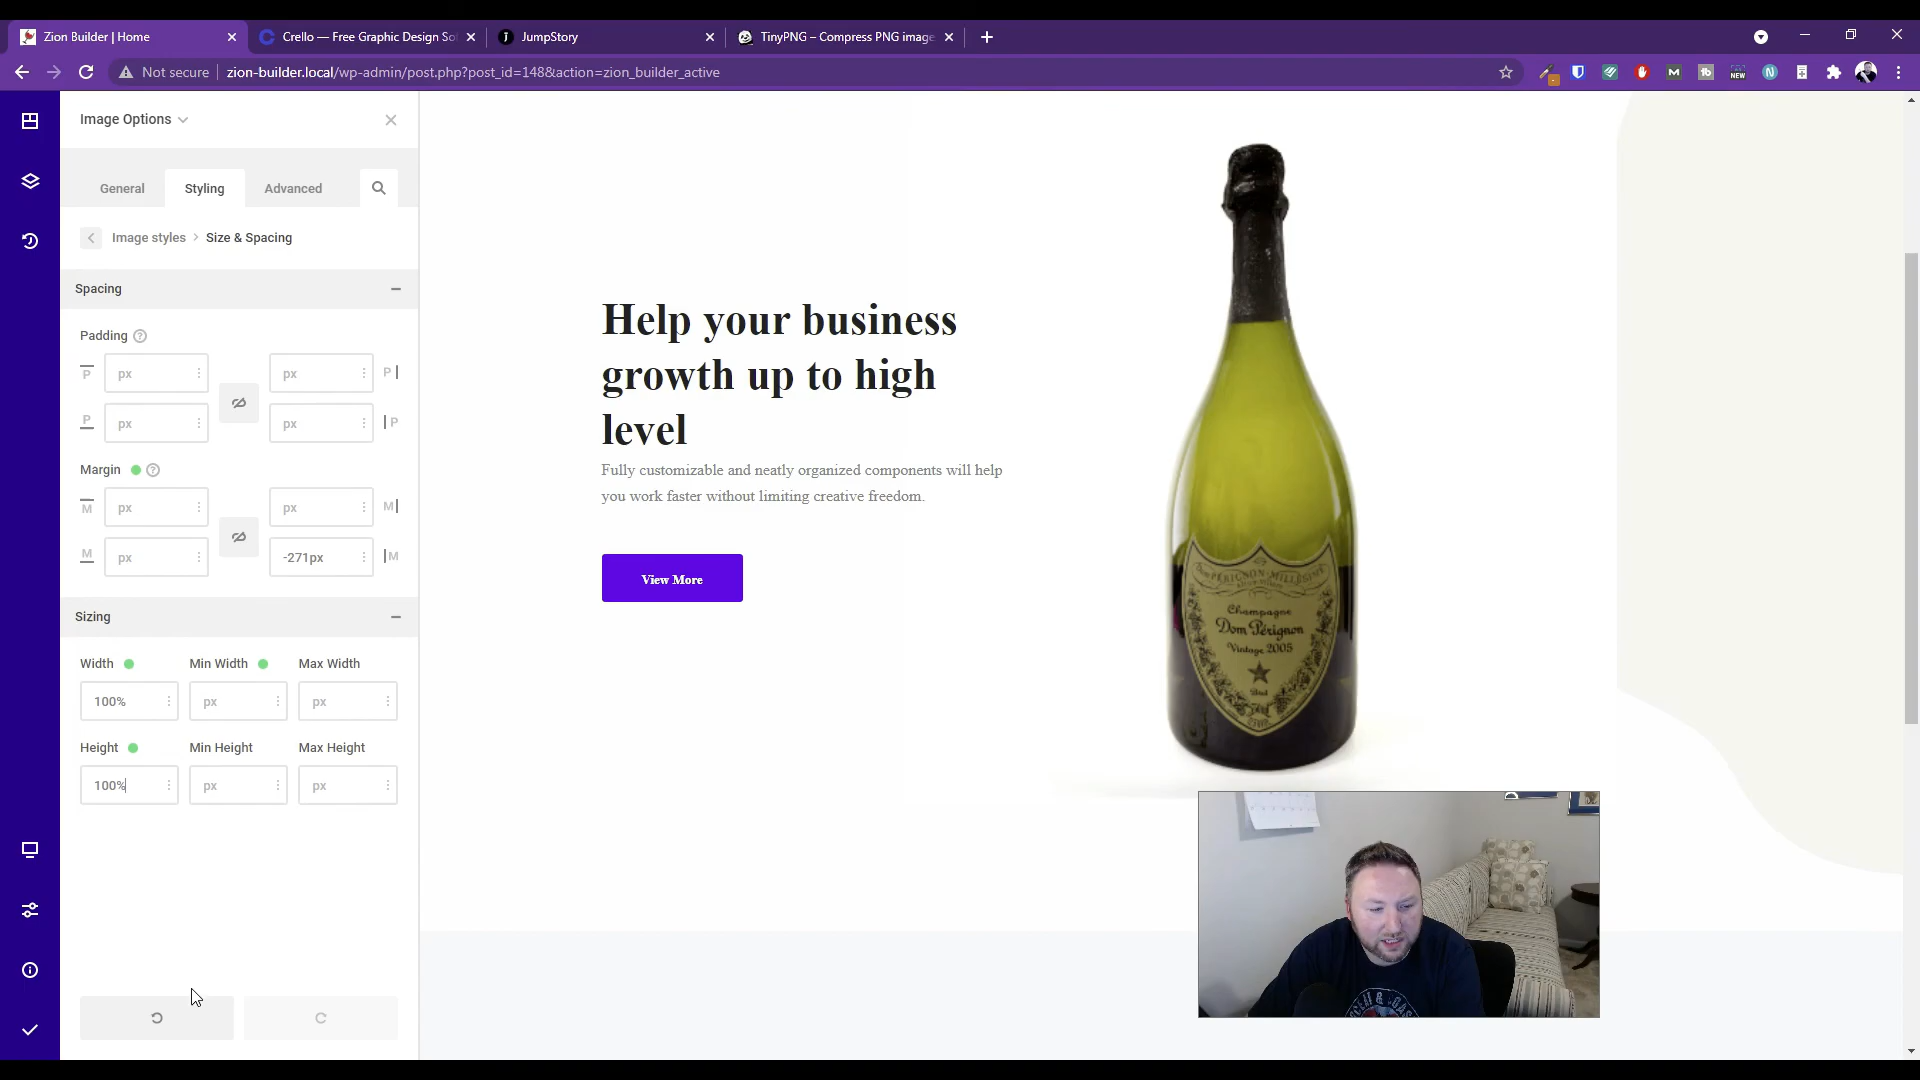 Zion Builder | Home
Crello — Free Graphic Design So
JumpStory
TinyPNG – Compress PNG image
Not secure
zion-builder.local/wp-admin/post.php?post_id=148&action=zion_builder_active
NEW
Image Options
General
Styling
Advanced
Image styles > Size & Spacing
Spacing
Padding
P px px P
P px px P
Margin
M px px M
M px -271px M
Sizing
Width
Min Width
Max Width
100%
px
px
Height
Min Height
Max Height
100%
px
px
Help your business
growth up to high
level
Fully customizable and neatly organized components will help
you work faster without limiting creative freedom.
View More
Champagne
Dom Pérignon
Vintage 2005
Brut